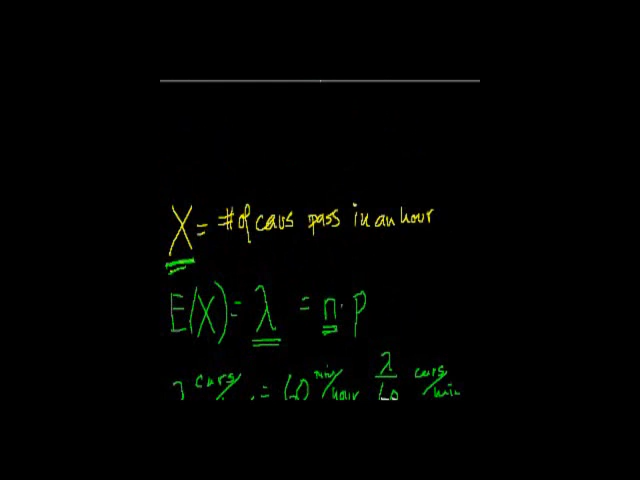 X = # of cars pass in an hour
E(X) = λ = n · p
cars/ = 60 min/hour λ/60 cars/min